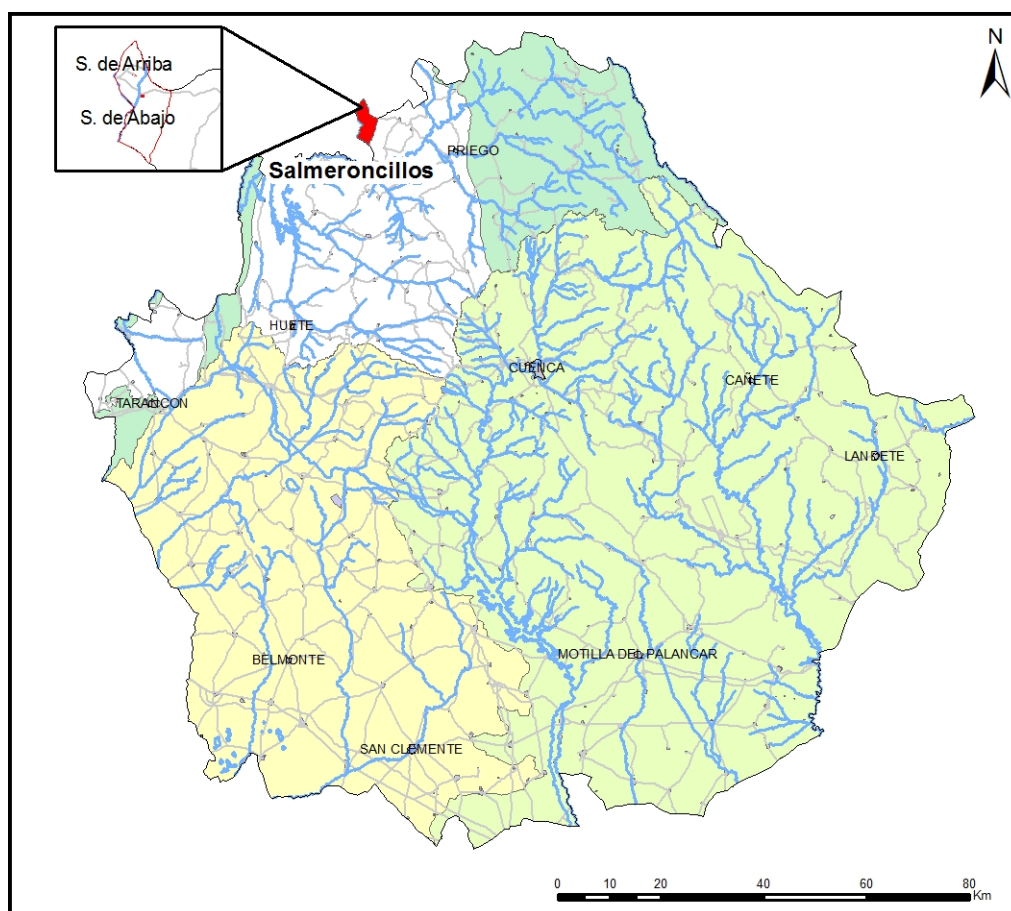 N
S. de Arriba
S. de Abajo
PRIEGO
Salmeroncillos
HUETE
CUENCA
CAÑETE
TARANCON
LANDETE
MOTILLA DEL PALANCAR
BELMONTE
SAN CLEMENTE
0 10 20 40 60 80
Km